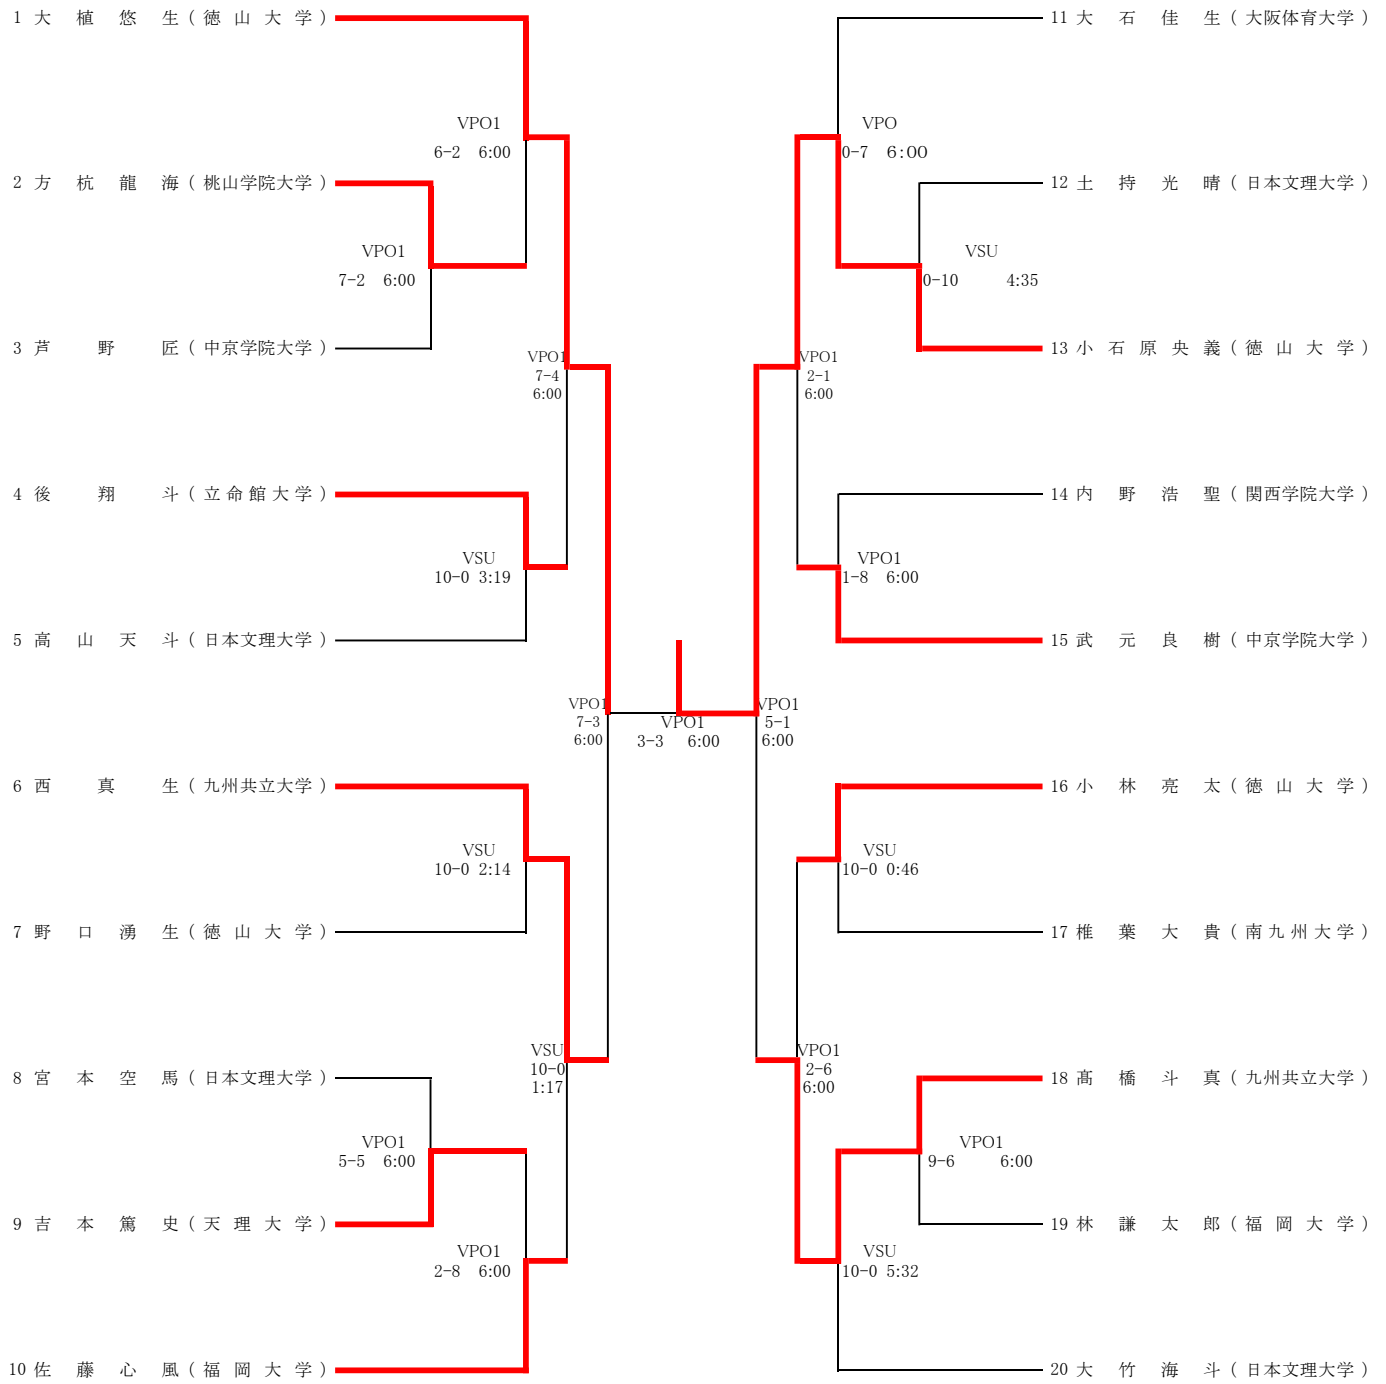 1 大植悠生（徳山大学）
VPO1
6-2 6:00
2 方杭龍海（桃山学院大学）
VPO1
7-2 6:00
3 芦野匠（中京学院大学）
VPO1
7-4
6:00
4 後翔斗（立命館大学）
VSU
10-0 3:19
5 高山天斗（日本文理大学）
VPO1
7-3
6:00
6 西真生（九州共立大学）
VSU
10-0 2:14
7 野口湧生（徳山大学）
VSU
10-0
1:17
8 宮本空馬（日本文理大学）
VPO1
5-5 6:00
9 吉本篤史（天理大学）
VPO1
2-8 6:00
10 佐藤心風（福岡大学）
VPO1
3-3 6:00
11 大石佳生（大阪体育大学）
VPO
0-7 6:00
12 土持光晴（日本文理大学）
VSU
0-10 4:35
13 小石原央義（徳山大学）
VPO1
2-1
6:00
14 内野浩聖（関西学院大学）
VPO1
1-8 6:00
15 武元良樹（中京学院大学）
VPO1
5-1
6:00
16 小林亮太（徳山大学）
VSU
10-0 0:46
17 椎葉大貴（南九州大学）
VPO1
2-6
6:00
18 髙橋斗真（九州共立大学）
VPO1
9-6 6:00
19 林謙太郎（福岡大学）
VSU
10-0 5:32
20 大竹海斗（日本文理大学）